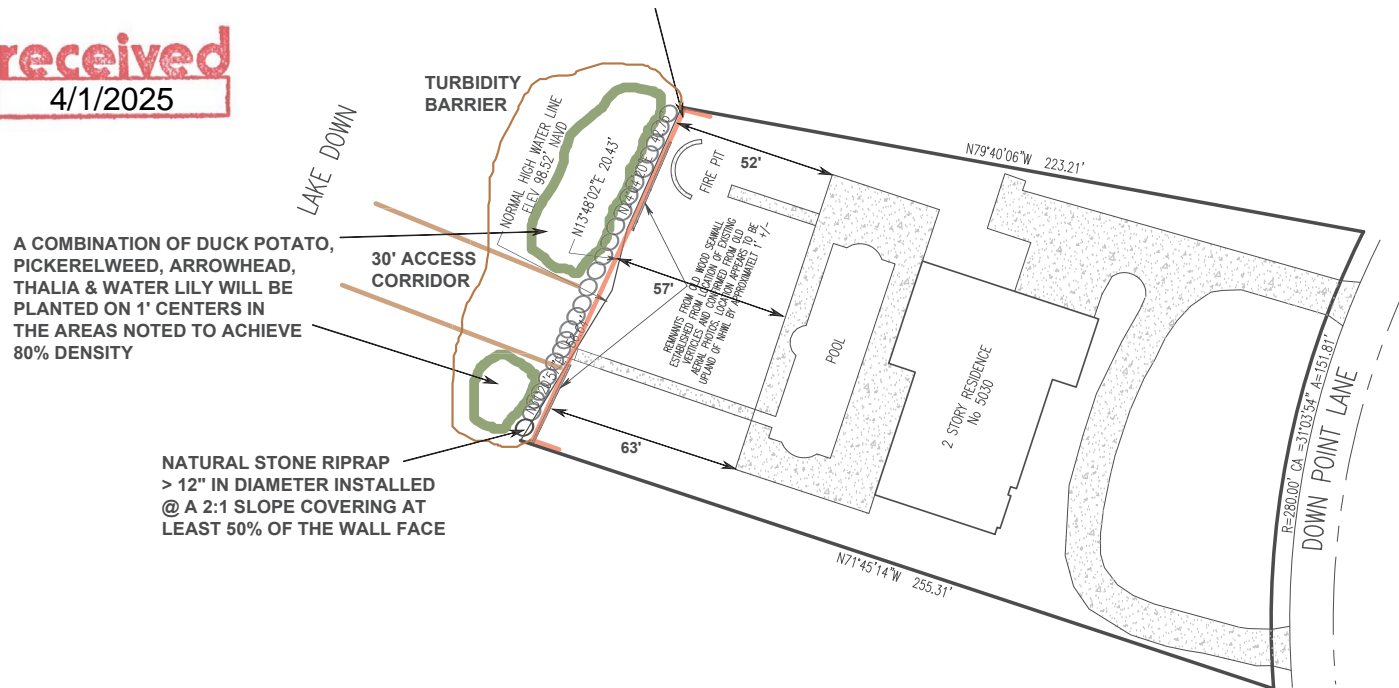 received
4/1/2025
TURBIDITY
BARRIER
LAKE DOWN
NORMAL HIGH WATER LINE
ELEV 98.52' NAVD
N13°48'02"E 20.43'
FIRE PIT
52'
N79°40'06"W 223.21'
A COMBINATION OF DUCK POTATO,
PICKERELWEED, ARROWHEAD,
THALIA & WATER LILY WILL BE
PLANTED ON 1' CENTERS IN
THE AREAS NOTED TO ACHIEVE
80% DENSITY
30' ACCESS
CORRIDOR
57'
REMNANTS FROM OLD WOOD SEAWALL
ESTABLISHED FROM LOCATION OF EXISTING
VERTICLES AND CONFIRMED FROM OLD
AERIAL PHOTOS. LOCATION APPEARS TO BE
UPLAND OF NHWL BY APPROXIMATELY 1' +/-
POOL
2 STORY RESIDENCE
No 5030
63'
NATURAL STONE RIPRAP
> 12" IN DIAMETER INSTALLED
@ A 2:1 SLOPE COVERING AT
LEAST 50% OF THE WALL FACE
N71°45'14"W 255.31'
R=280.00' CA =31°03'54" A=151.81'
DOWN POINT LANE